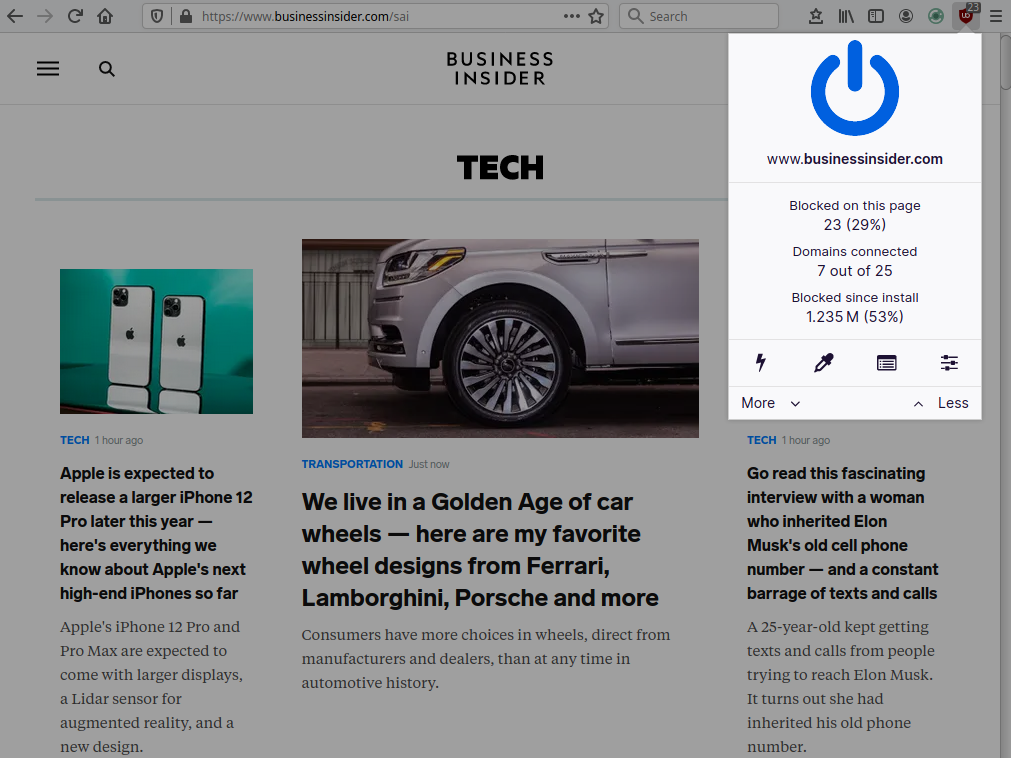 https://www.businessinsider.com/sai
Search
23
BUSINESS
INSIDER
TECH
www.businessinsider.com
Blocked on this page
23 (29%)
Domains connected
7 out of 25
Blocked since install
1.235 M (53%)
More
Less
TECH 1 hour ago
Apple is expected to
release a larger iPhone 12
Pro later this year —
here's everything we
know about Apple's next
high-end iPhones so far
Apple's iPhone 12 Pro and
Pro Max are expected to
come with larger displays,
a Lidar sensor for
augmented reality, and a
new design.
TRANSPORTATION Just now
We live in a Golden Age of car
wheels — here are my favorite
wheel designs from Ferrari,
Lamborghini, Porsche and more
Consumers have more choices in wheels, direct from
manufacturers and dealers, than at any time in
automotive history.
TECH 1 hour ago
Go read this fascinating
interview with a woman
who inherited Elon
Musk's old cell phone
number — and a constant
barrage of texts and calls
A 25-year-old kept getting
texts and calls from people
trying to reach Elon Musk.
It turns out she had
inherited his old phone
number.